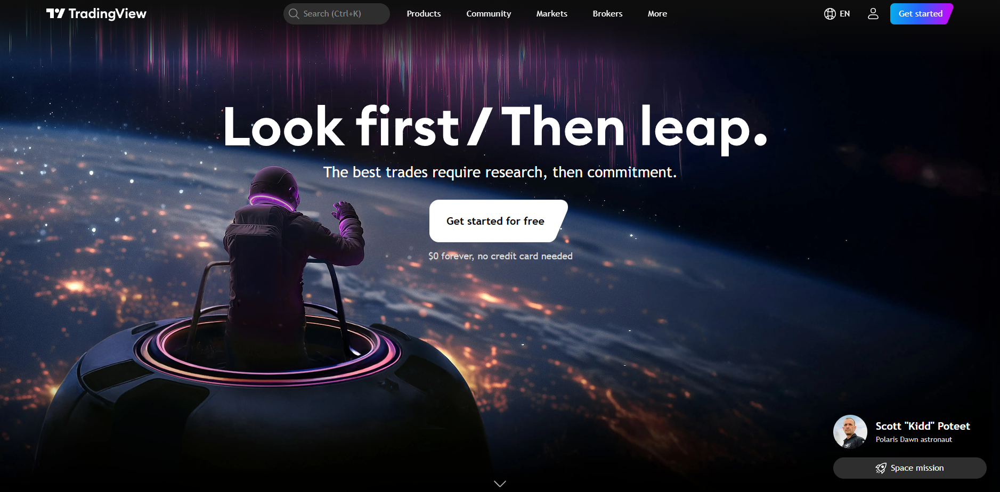 TradingView
Search (Ctrl+K)
Products
Community
Markets
Brokers
More
EN
Get started
Look first / Then leap.
The best trades require research, then commitment.
Get started for free
$0 forever, no credit card needed
Scott "Kidd" Poteet
Polaris Dawn astronaut
Space mission